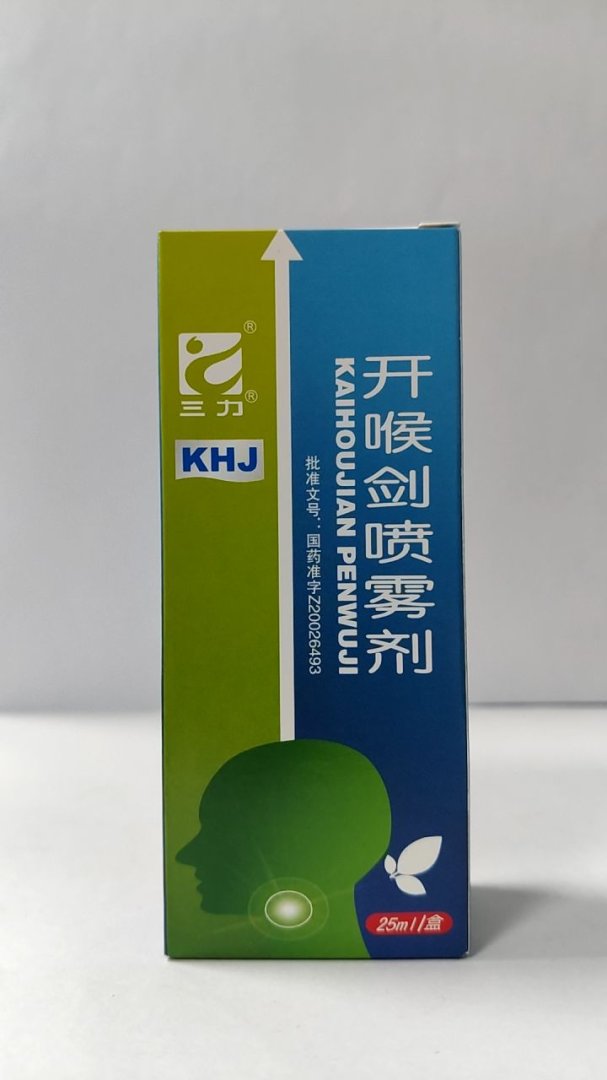 ®
三力®
KHJ
开喉剑喷雾剂
KAIHOUJIAN PENWUJI
批准文号：国药准字Z20026493
25ml/盒